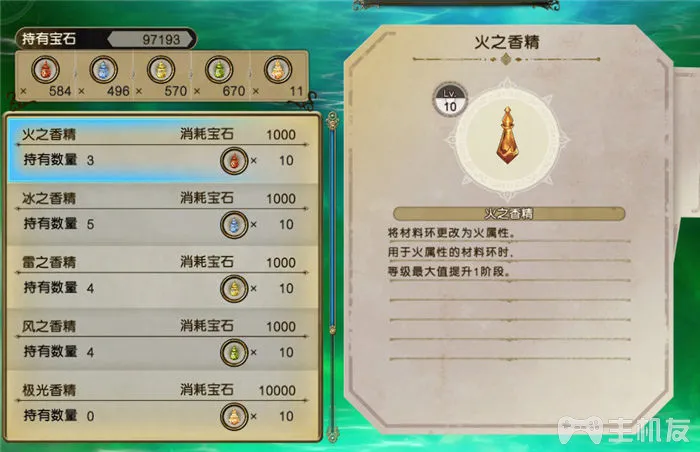 持有宝石 97193
× 584 × 496 × 570 × 670 × 11
火之香精 消耗宝石 1000
持有数量 3 × 10
冰之香精 消耗宝石 1000
持有数量 5 × 10
雷之香精 消耗宝石 1000
持有数量 4 × 10
风之香精 消耗宝石 1000
持有数量 4 × 10
极光香精 消耗宝石 10000
持有数量 0 × 10
火之香精
Lv.
10
火之香精
将材料环更改为火属性。
用于火属性的材料环时,
等级最大值提升1阶段。
主机友